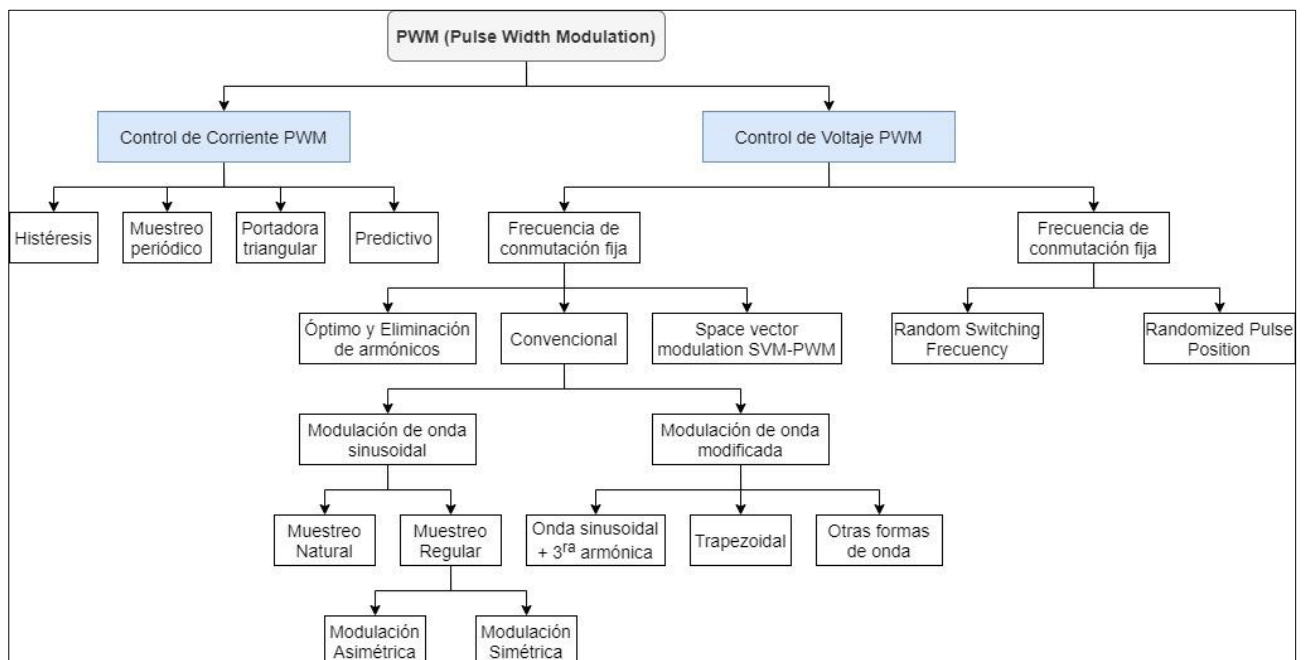 PWM (Pulse Width Modulation)
Control de Corriente PWM
Control de Voltaje PWM
Histéresis
Muestreo
periódico
Portadora
triangular
Predictivo
Frecuencia de
conmutación fija
Frecuencia de
conmutación fija
Óptimo y Eliminación
de armónicos
Convencional
Space vector
modulation SVM-PWM
Random Switching
Frecuency
Randomized Pulse
Position
Modulación de onda
sinusoidal
Modulación de onda
modificada
Muestreo
Natural
Muestreo
Regular
Onda sinusoidal
+ 3ra armónica
Trapezoidal
Otras formas
de onda
Modulación
Asimétrica
Modulación
Simétrica